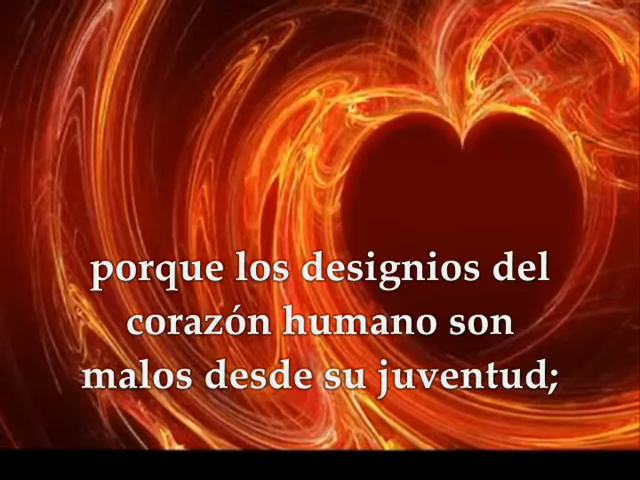 porque los designios del
corazón humano son
malos desde su juventud;